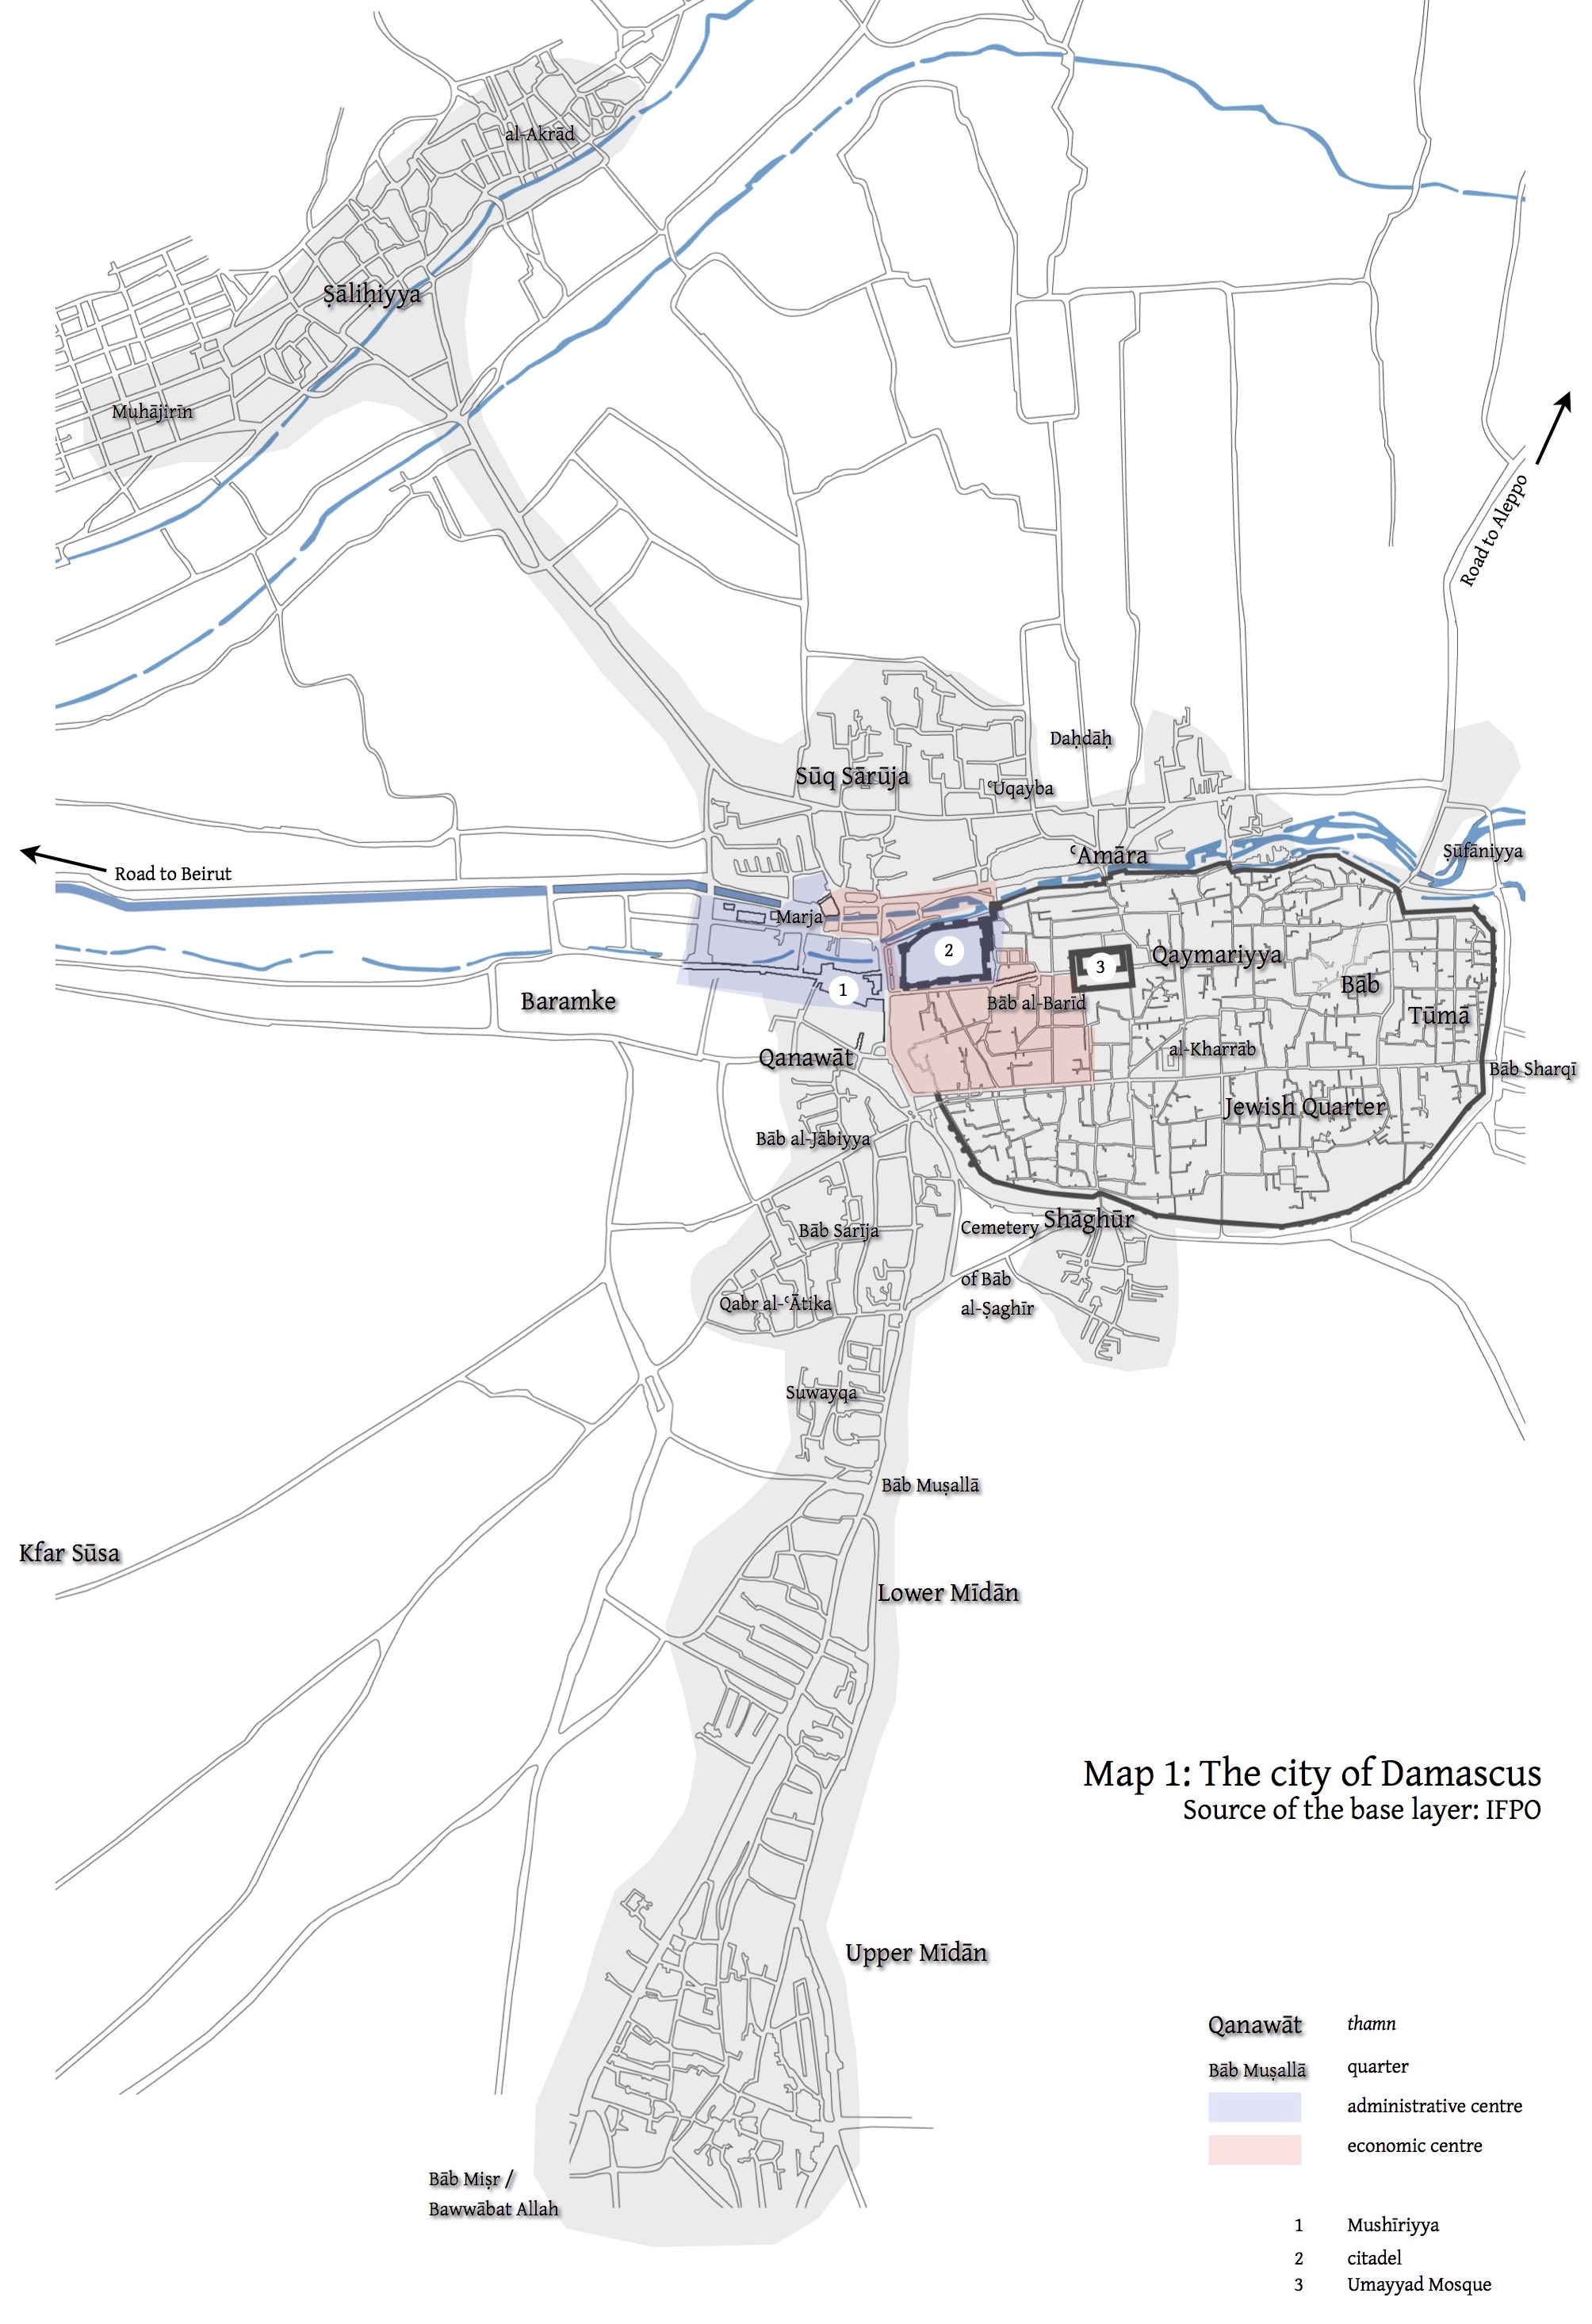 al-Akrād
Ṣāliḥiyya
Muhājirīn
Road to Aleppo
Daḥdāḥ
Sūq Sārūja
ʿUqayba
ʿAmāra
Ṣūfāniyya
Road to Beirut
Marja
2
3
Qaymariyya
1
Bāb
Tūmā
Baramke
Bāb al-Barīd
al-Kharrāb
Qanawāt
Bāb Sharqī
Jewish Quarter
Bāb al-Jābiyya
Bāb Sarīja
Cemetery
of Bāb
al-Ṣaghīr
Shāghūr
Qabr al-ʿĀtika
Suwayqa
Bāb Muṣallā
Kfar Sūsa
Lower Mīdān
Map 1: The city of Damascus
Source of the base layer: IFPO
Upper Mīdān
Qanawāt thamn
Bāb Muṣallā quarter
administrative centre
economic centre
Bāb Miṣr /
Bawwābat Allah
1 Mushīriyya
2 citadel
3 Umayyad Mosque